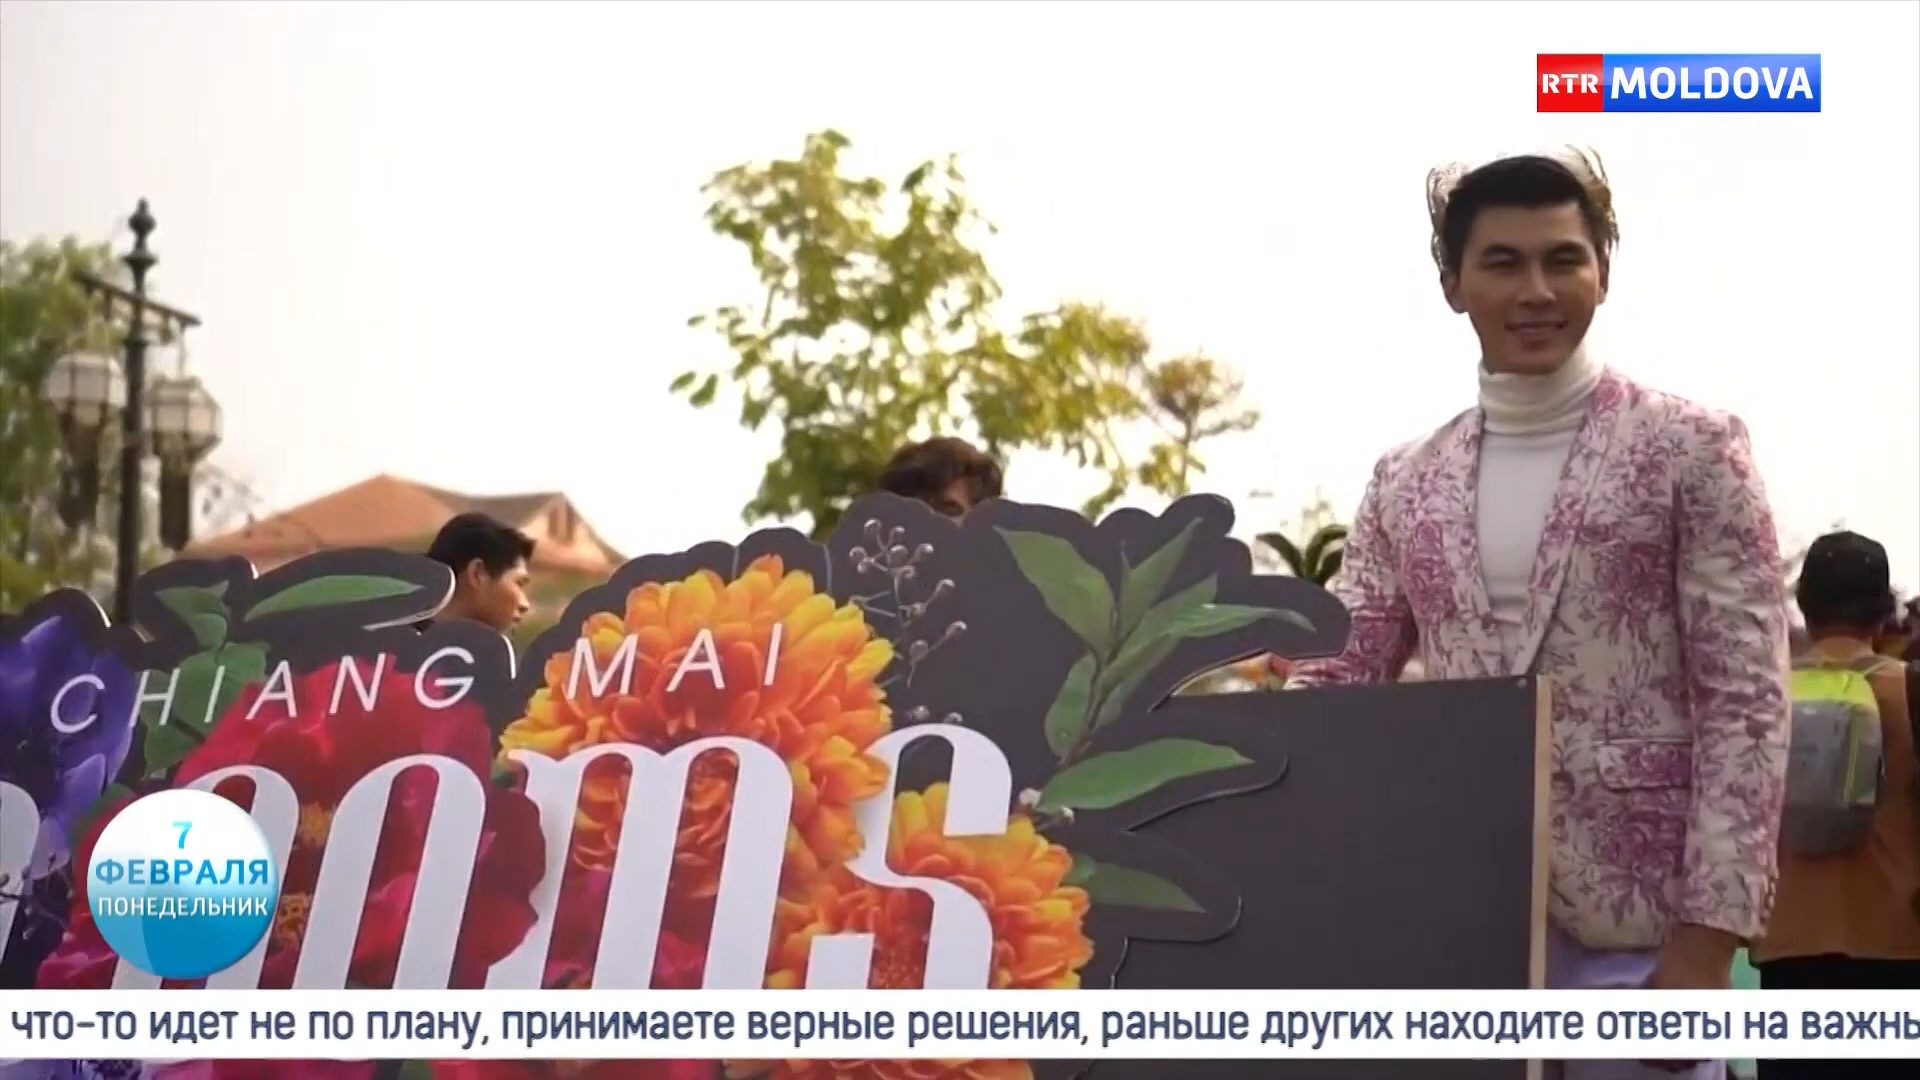 RTR MOLDOVA
CHIANG MAI
ooms
7
ФЕВРАЛЯ
ПОНЕДЕЛЬНИК
что-то идет не по плану, принимаете верные решения, раньше других находите ответы на